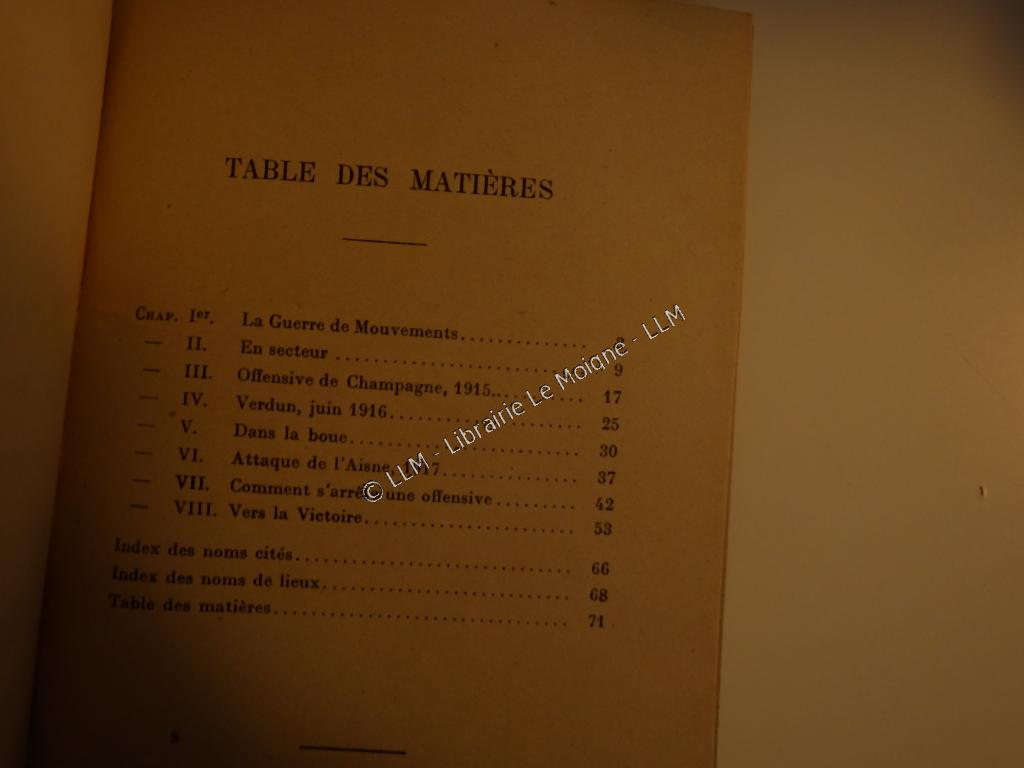 TABLE DES MATIÈRES
CHAP. Ier. La Guerre de Mouvements..............
— II. En secteur .................... 9
— III. Offensive de Champagne, 1915.......... 17
— IV. Verdun, juin 1916.................. 25
— V. Dans la boue...................... 30
— VI. Attaque de l'Aisne, ............. 37
— VII. Comment une offensive......... 42
— VIII. Vers la Victoire.................... 53
Index des noms cités........................... 66
Index des noms de lieux........................ 68
Table des matières............................. 71
© LLM - Librairie Le Moigne - LLM